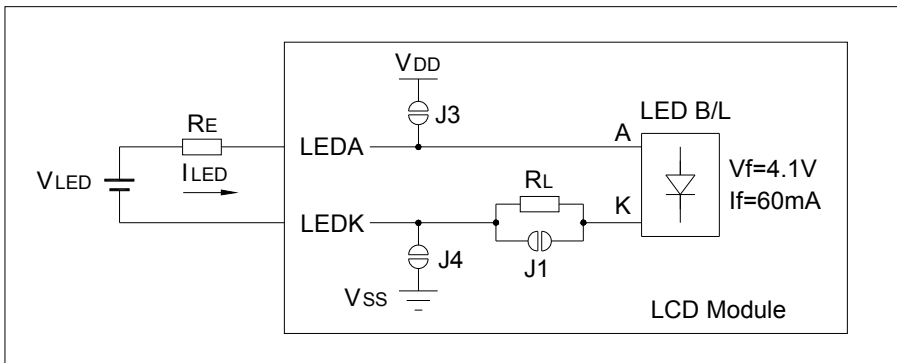 VDD
J3
LED B/L
RE
LEDA
A
ILED
VLED
RL
Vf=4.1V
If=60mA
K
LEDK
J1
J4
VSS
LCD Module